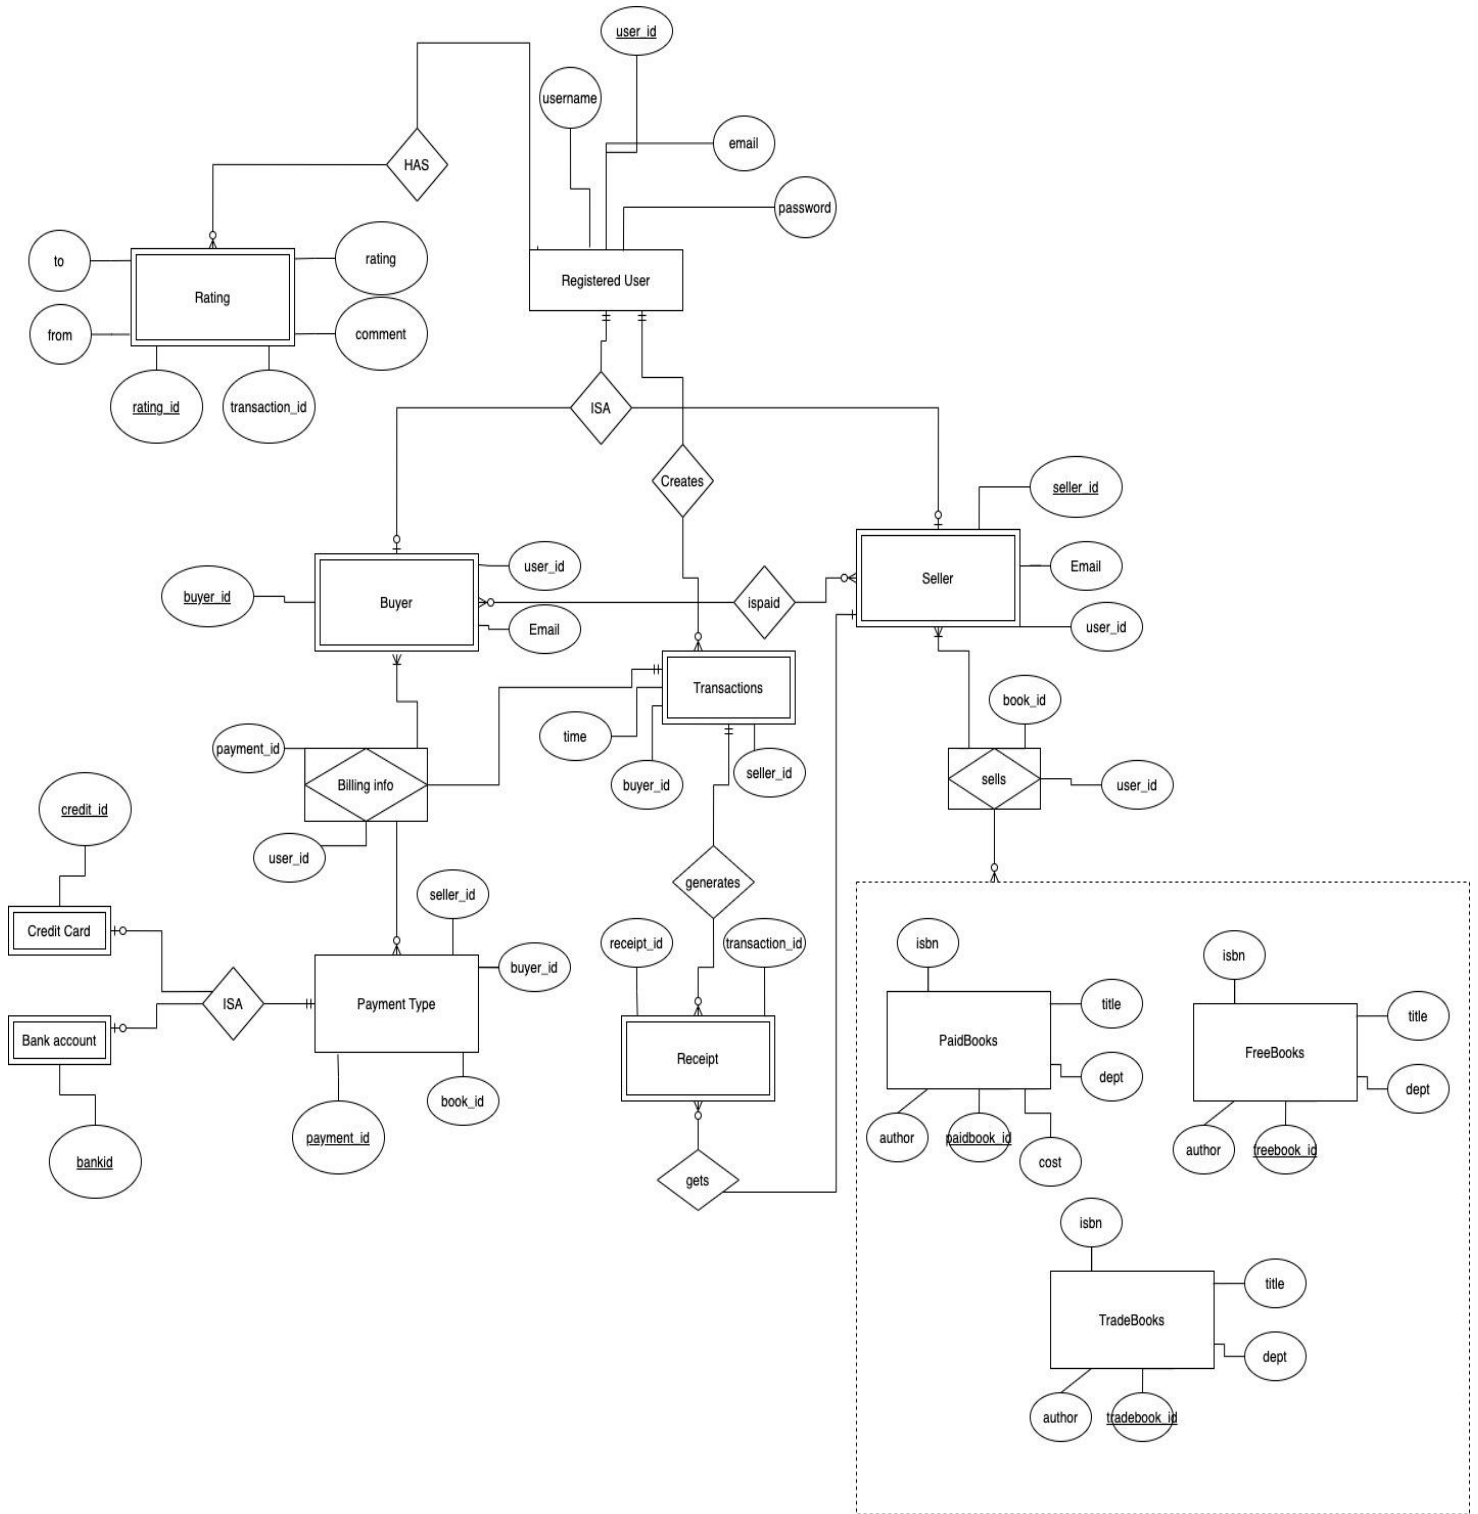 user_id
username
email
HAS
password
to
rating
Rating
Registered User
from
comment
rating_id
transaction_id
ISA
Creates
seller_id
user_id
Email
Seller
buyer_id
Buyer
ispaid
Email
user_id
Transactions
book_id
time
payment_id
seller_id
Billing info
buyer_id
sells
user_id
credit_id
user_id
generates
seller_id
Credit Card
receipt_id
transaction_id
isbn
isbn
buyer_id
ISA
Payment Type
title
title
Bank account
PaidBooks
FreeBooks
Receipt
dept
dept
book_id
payment_id
author
paidbook_id
author
freebook_id
bankid
cost
gets
isbn
title
TradeBooks
dept
author
tradebook_id